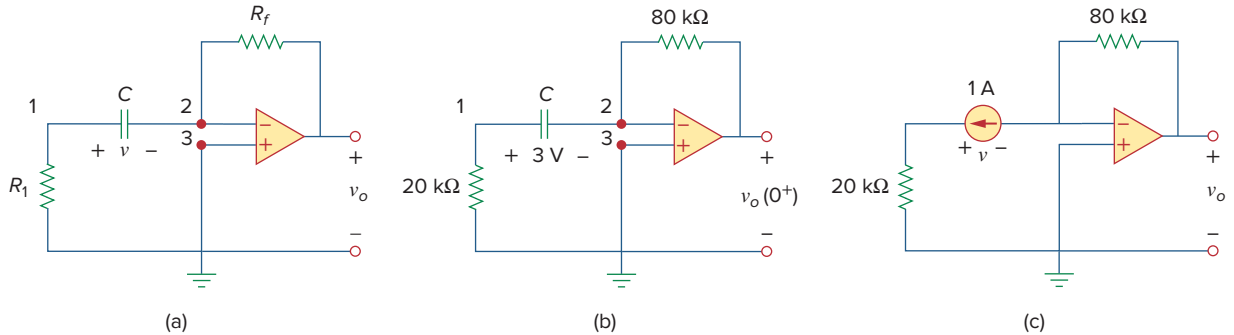 R_f
1
C
2
3
+ v −
−
+
R_1
+
v_o
−
(a)
80 kΩ
1
C
2
3
+ 3 V −
−
+
20 kΩ
+
v_o (0⁺)
−
(b)
80 kΩ
1 A
+ v −
−
+
20 kΩ
+
v_o
−
(c)